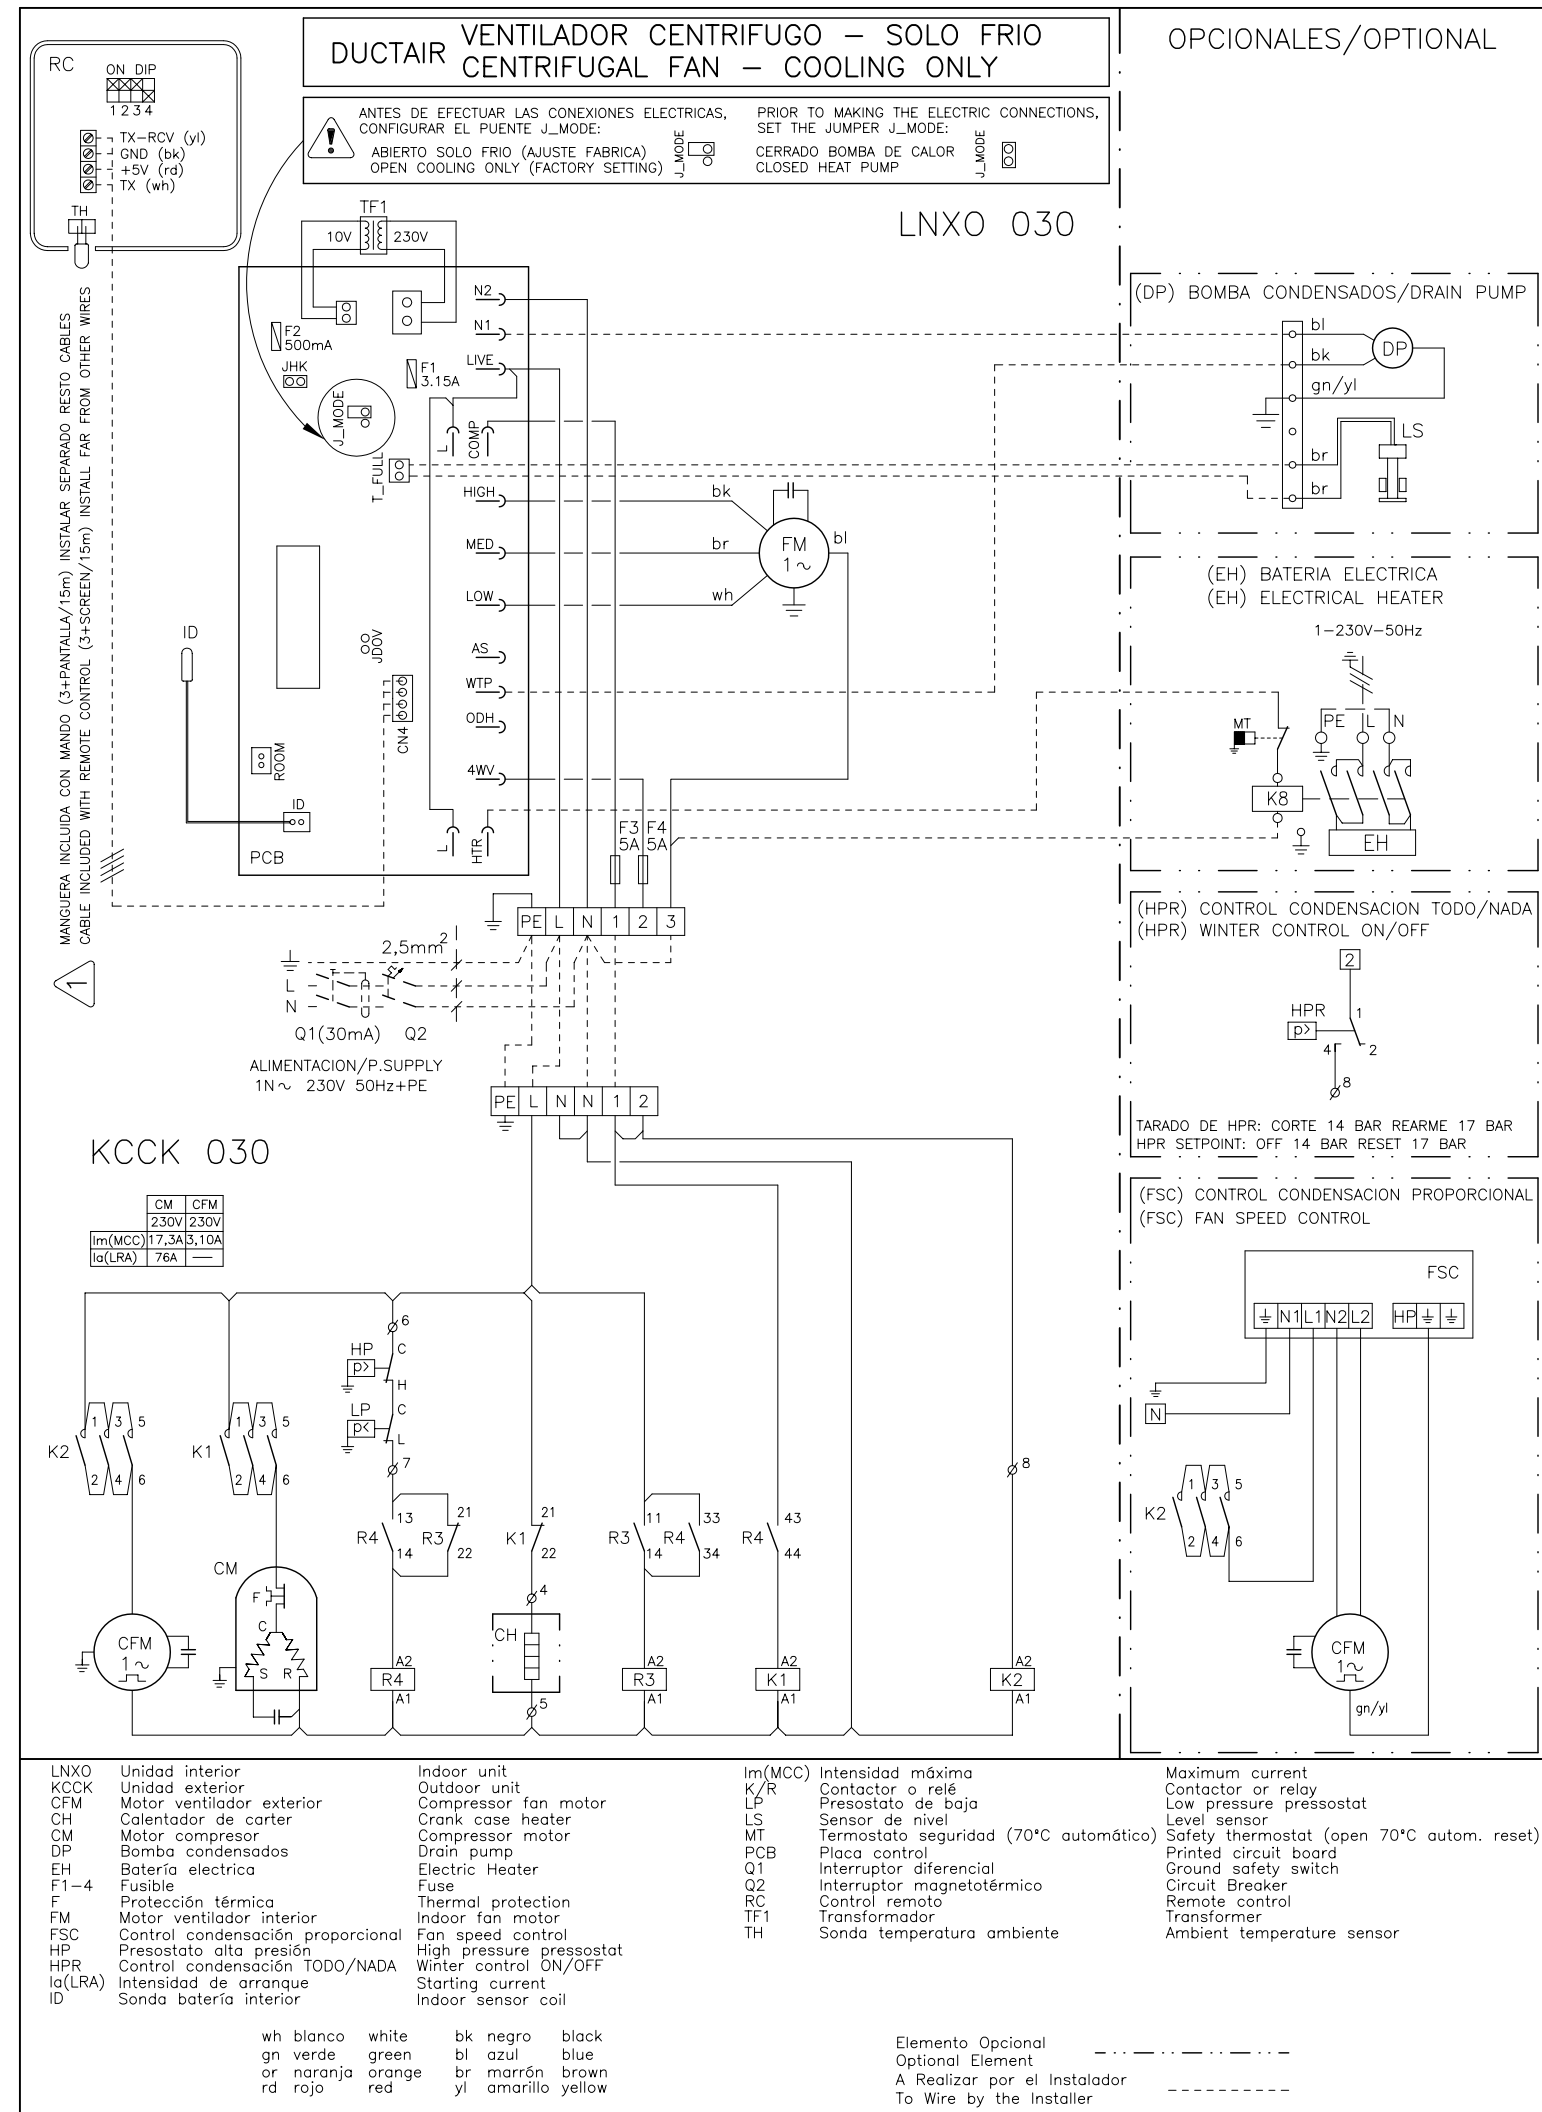 RC
ON DIP
1234
TX-RCV (yl)
GND (bk)
+5V (rd)
TX (wh)
TH
DUCTAIR
VENTILADOR CENTRIFUGO - SOLO FRIO
CENTRIFUGAL FAN - COOLING ONLY
OPCIONALES/OPTIONAL
ANTES DE EFECTUAR LAS CONEXIONES ELECTRICAS,
CONFIGURAR EL PUENTE J_MODE:
ABIERTO SOLO FRIO (AJUSTE FABRICA)
OPEN COOLING ONLY (FACTORY SETTING)
J_MODE
PRIOR TO MAKING THE ELECTRIC CONNECTIONS,
SET THE JUMPER J_MODE:
CERRADO BOMBA DE CALOR
CLOSED HEAT PUMP
J_MODE
LNXO 030
TF1
10V
230V
MANGUERA INCLUIDA CON MANDO (3+PANTALLA/15m) INSTALAR SEPARADO RESTO CABLES
CABLE INCLUDED WITH REMOTE CONTROL (3+SCREEN/15m) INSTALL FAR FROM OTHER WIRES
1
N2
N1
LIVE
F2
500mA
JHK
F1
3.15A
J_MODE
L
COMP
T_FULL
HIGH
MED
LOW
AS
WTP
ODH
4WV
JDOV
CN4
ROOM
ID
ID
PCB
L
HTR
bk
br
wh
bl
FM
1~
F3
5A
F4
5A
PE L N 1 2 3
2,5mm2
L
N
Q1(30mA) Q2
ALIMENTACION/P.SUPPLY
1N~ 230V 50Hz+PE
PE L N N 1 2
(DP) BOMBA CONDENSADOS/DRAIN PUMP
bl
bk
gn/yl
DP
LS
br
br
(EH) BATERIA ELECTRICA
(EH) ELECTRICAL HEATER
1-230V-50Hz
PE L N
MT
K8
EH
(HPR) CONTROL CONDENSACION TODO/NADA
(HPR) WINTER CONTROL ON/OFF
2
HPR
p>
1
4
2
8
TARADO DE HPR: CORTE 14 BAR REARME 17 BAR
HPR SETPOINT: OFF 14 BAR RESET 17 BAR
(FSC) CONTROL CONDENSACION PROPORCIONAL
(FSC) FAN SPEED CONTROL
FSC
N1 L1 N2 L2 HP
N
K2
1 3 5
2 4 6
CFM
1~
gn/yl
KCCK 030
CM CFM
230V 230V
Im(MCC) 17,3A 3,10A
Ia(LRA) 76A —
K2
1 3 5
2 4 6
K1
1 3 5
2 4 6
6
HP
p>
C
H
LP
p<
C
L
7
R4
13
14
R3
21
22
K1
21
22
R3
11
14
R4
33
34
R4
43
44
8
CM
F
C
S R
CFM
1~
4
CH
5
A2
R4
A1
A2
R3
A1
A2
K1
A1
A2
K2
A1
LNXO Unidad interior Indoor unit
KCCK Unidad exterior Outdoor unit
CFM Motor ventilador exterior Compressor fan motor
CH Calentador de carter Crank case heater
CM Motor compresor Compressor motor
DP Bomba condensados Drain pump
EH Batería electrica Electric Heater
F1-4 Fusible Fuse
F Protección térmica Thermal protection
FM Motor ventilador interior Indoor fan motor
FSC Control condensación proporcional Fan speed control
HP Presostato alta presión High pressure pressostat
HPR Control condensación TODO/NADA Winter control ON/OFF
Ia(LRA) Intensidad de arranque Starting current
ID Sonda batería interior Indoor sensor coil
Im(MCC) Intensidad máxima Maximum current
K/R Contactor o relé Contactor or relay
LP Presostato de baja Low pressure pressostat
LS Sensor de nivel Level sensor
MT Termostato seguridad (70°C automático) Safety thermostat (open 70°C autom. reset)
PCB Placa control Printed circuit board
Q1 Interruptor diferencial Ground safety switch
Q2 Interruptor magnetotérmico Circuit Breaker
RC Control remoto Remote control
TF1 Transformador Transformer
TH Sonda temperatura ambiente Ambient temperature sensor
wh blanco white bk negro black
gn verde green bl azul blue
or naranja orange br marrón brown
rd rojo red yl amarillo yellow
Elemento Opcional
Optional Element
A Realizar por el Instalador
To Wire by the Installer